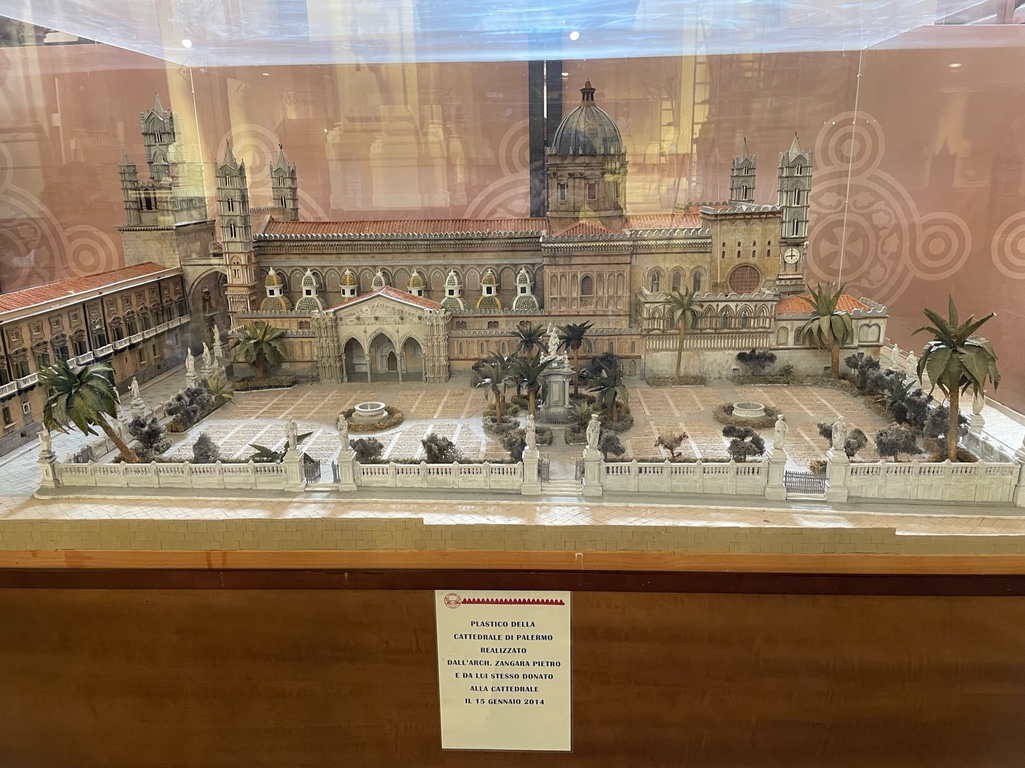 PLASTICO DELLA
CATTEDRALE DI PALERMO
REALIZZATO
DALL'ARCH. ZANGARA PIETRO
E DA LUI STESSO DONATO
ALLA CATTEDRALE
IL 15 GENNAIO 2014